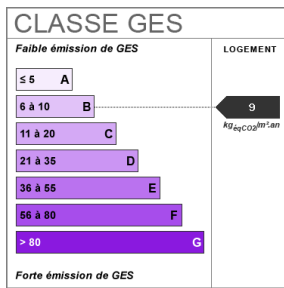 CLASSE GES
Faible émission de GES
LOGEMENT
≤ 5 A
6 à 10 B
9
kgéqCO2/m².an
11 à 20 C
21 à 35 D
36 à 55 E
56 à 80 F
> 80 G
Forte émission de GES